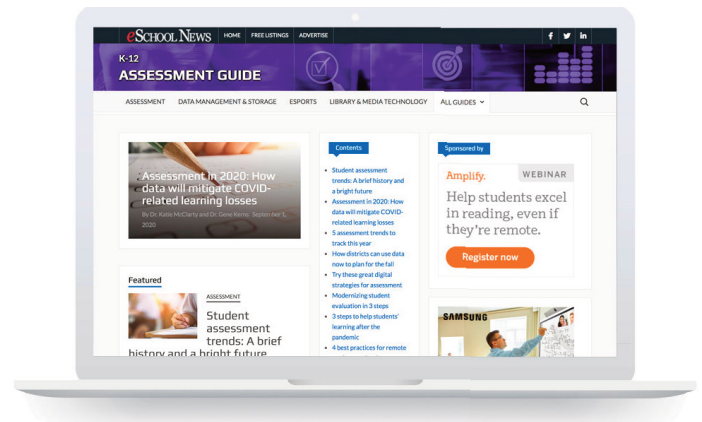 eSchool News HOME FREE LISTINGS ADVERTISE
K-12
ASSESSMENT GUIDE
ASSESSMENT DATA MANAGEMENT & STORAGE ESPORTS LIBRARY & MEDIA TECHNOLOGY ALL GUIDES
Assessment in 2020: How
data will mitigate COVID-
related learning losses
By Dr. Katie McClarty and Dr. Gene Kerns September 1,
2020
Featured
ASSESSMENT
Student
assessment
trends: A brief
history and a bright future
Contents
Student assessment
trends: A brief history and
a bright future
Assessment in 2020: How
data will mitigate COVID-
related learning losses
5 assessment trends to
track this year
How districts can use data
now to plan for the fall
Try these great digital
strategies for assessment
Modernizing student
evaluation in 3 steps
3 steps to help students'
learning after the
pandemic
4 best practices for remote
Sponsored by
Amplify. WEBINAR
Help students excel
in reading, even if
they're remote.
Register now
SAMSUNG